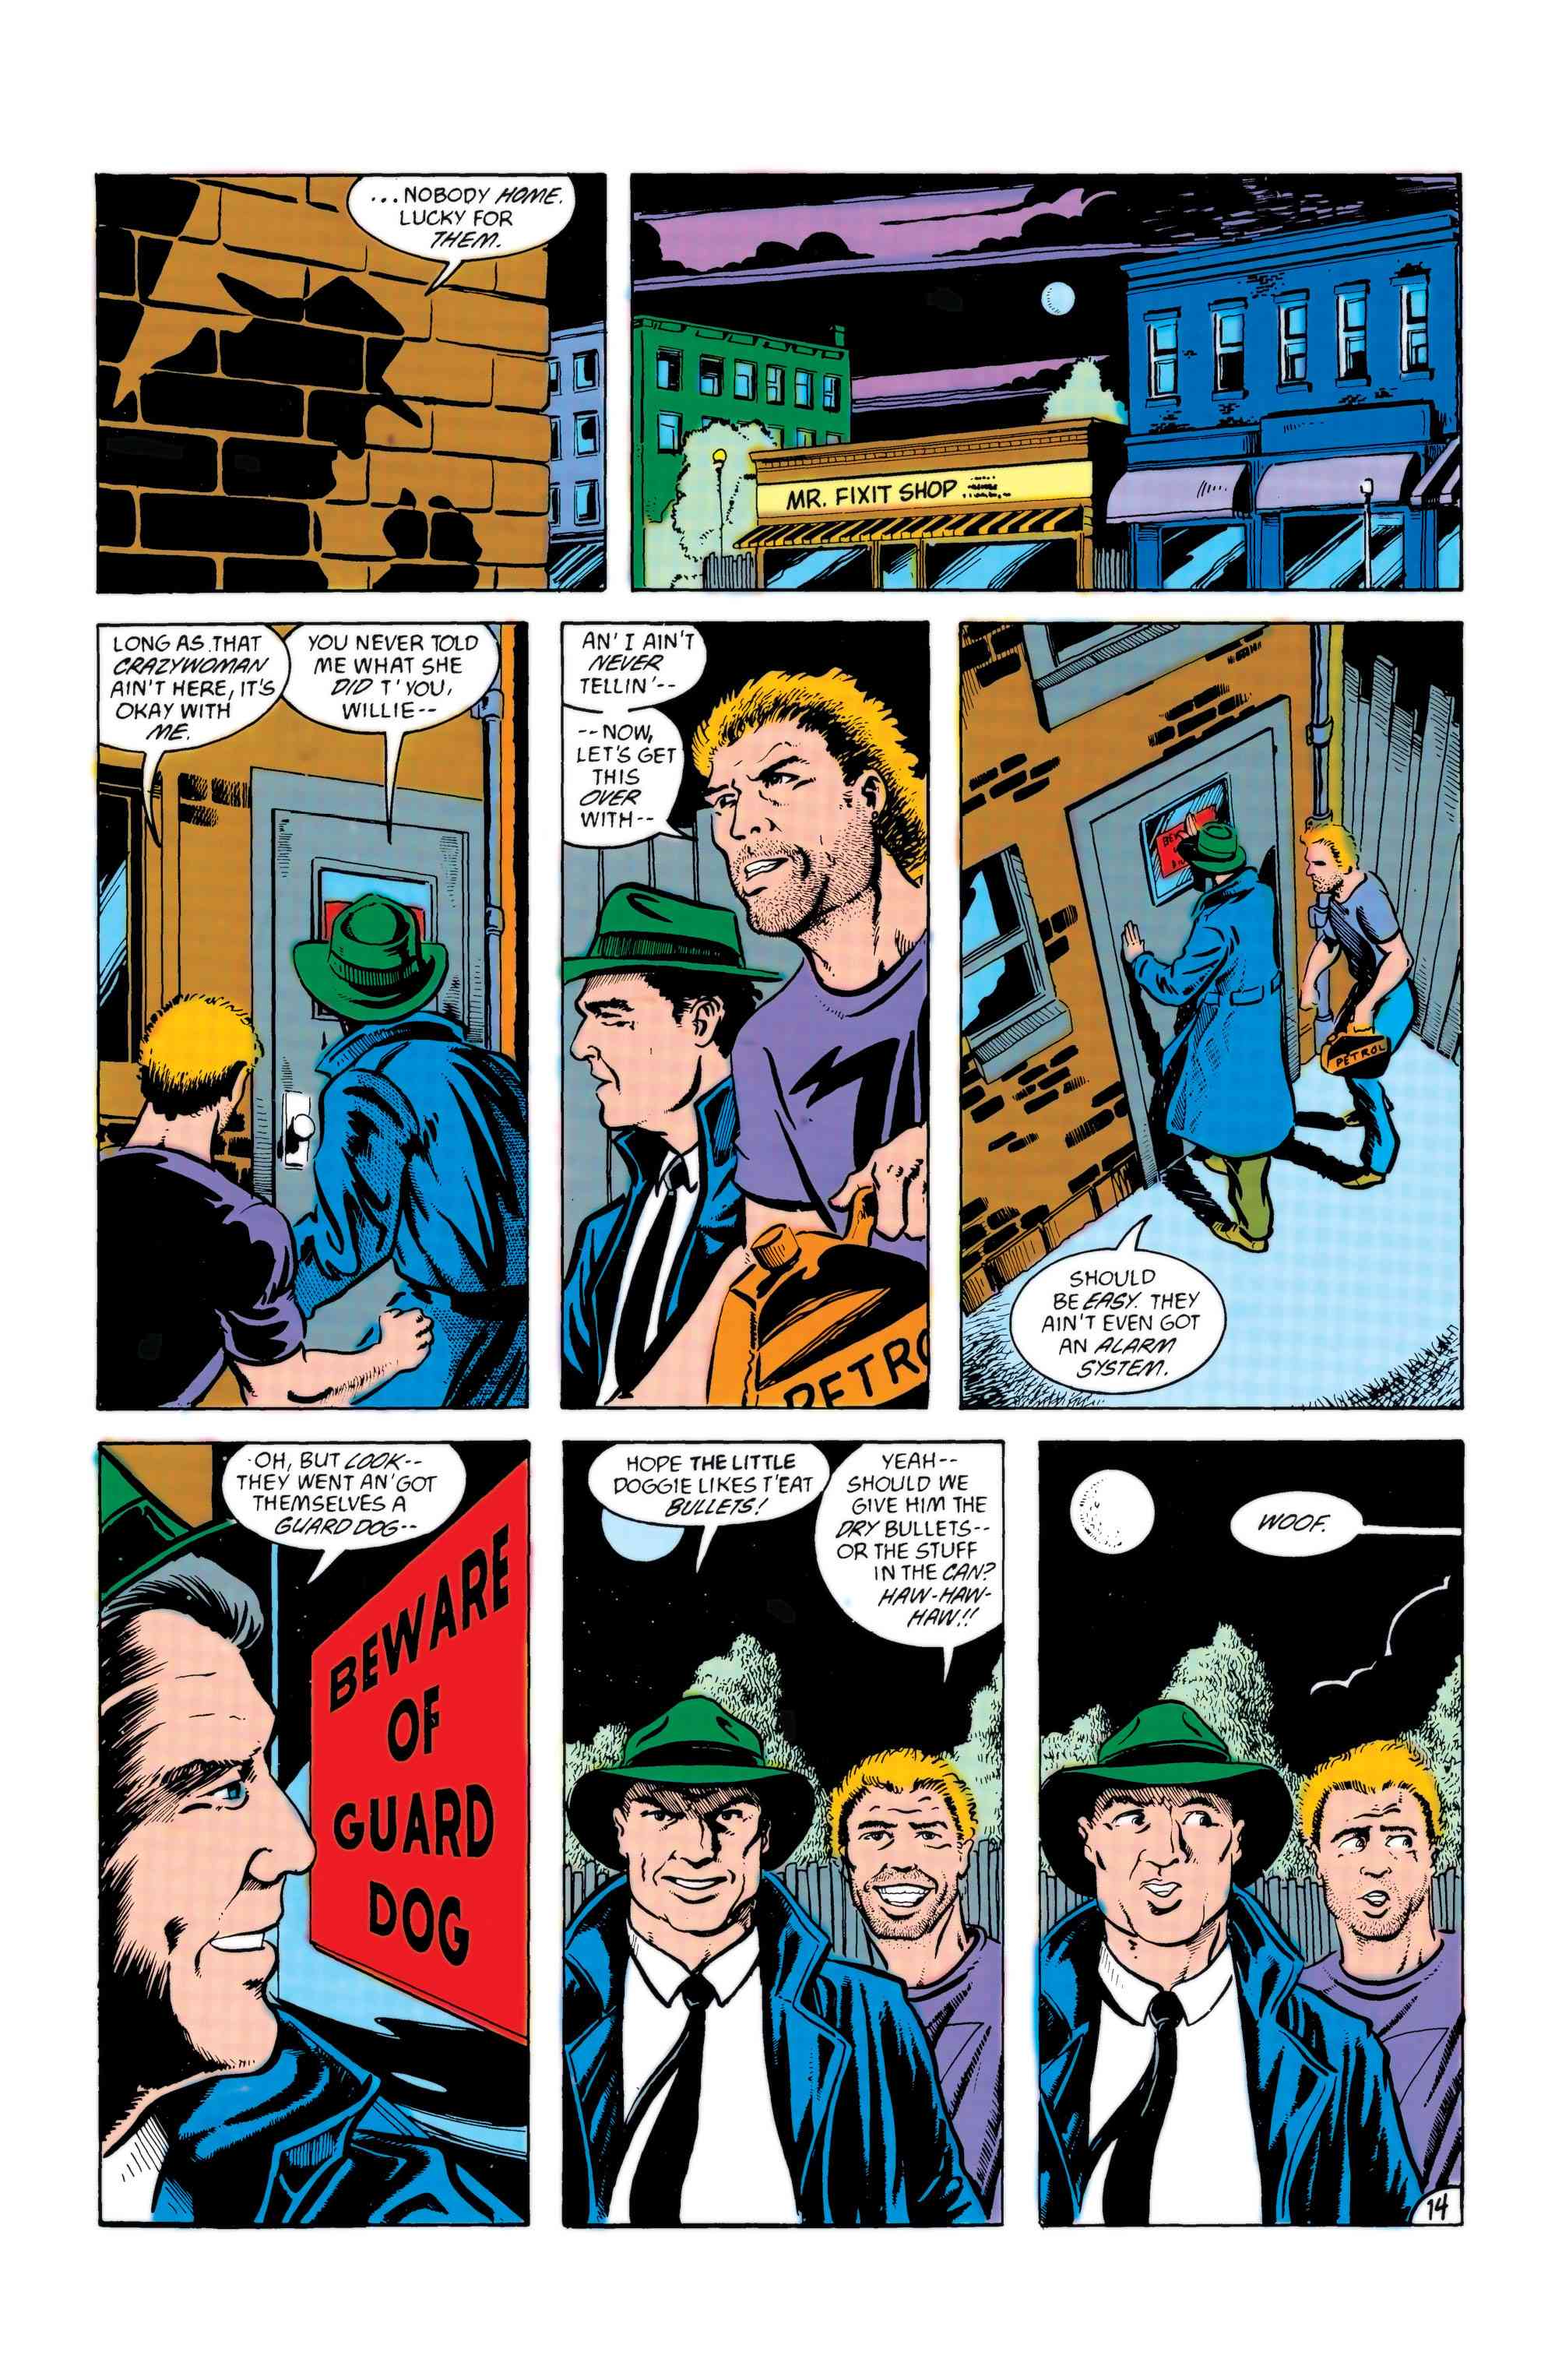 ...NOBODY HOME.
LUCKY FOR
THEM.
MR. FIXIT SHOP
LONG AS THAT
CRAZYWOMAN
AIN'T HERE, IT'S
OKAY WITH
ME.
YOU NEVER TOLD
ME WHAT SHE
DID T'YOU,
WILLIE--
AN' I AIN'T
NEVER
TELLIN'--
--NOW,
LET'S GET
THIS
OVER
WITH--
PETRO
PETROL
SHOULD
BE EASY. THEY
AIN'T EVEN GOT
AN ALARM
SYSTEM.
OH, BUT LOOK--
THEY WENT AN' GOT
THEMSELVES A
GUARD DOG--
BEWARE
OF
GUARD
DOG
HOPE THE LITTLE
DOGGIE LIKES T'EAT
BULLETS!
YEAH--
SHOULD WE
GIVE HIM THE
DRY BULLETS--
OR THE STUFF
IN THE CAN?
HAW-HAW-
HAW!!
WOOF.
14